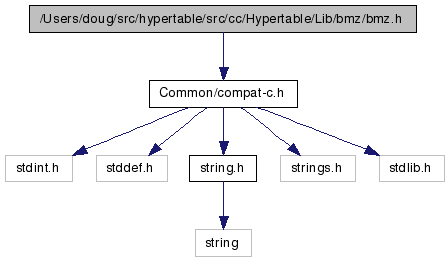 /Users/doug/src/hypertable/src/cc/Hypertable/Lib/bmz/bmz.h
Common/compat-c.h
stdint.h
stddef.h
string.h
strings.h
stdlib.h
string